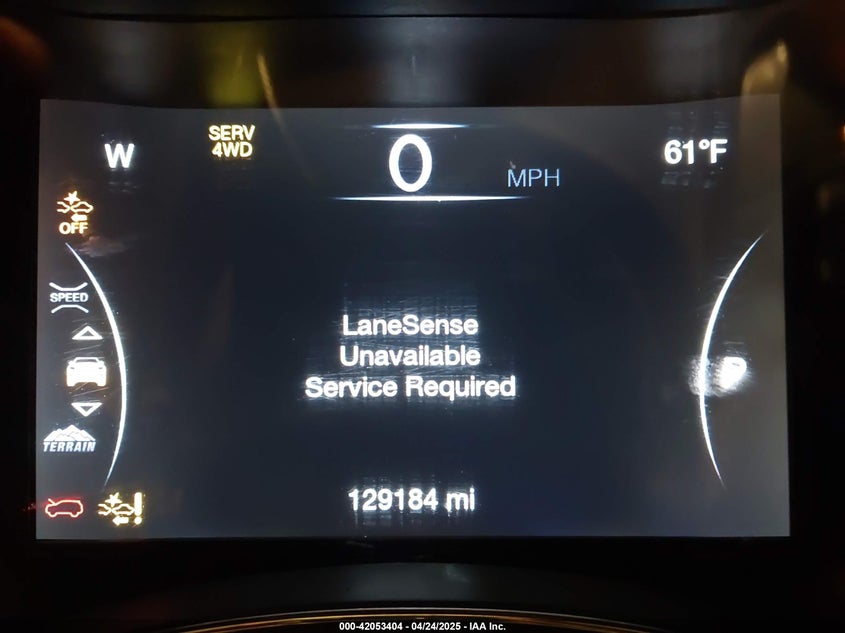 W
SERV
4WD
0
MPH
61°F
OFF
SPEED
TERRAIN
LaneSense
Unavailable
Service Required
129184 mi
000-42053404 - 04/24/2025 - IAA Inc.